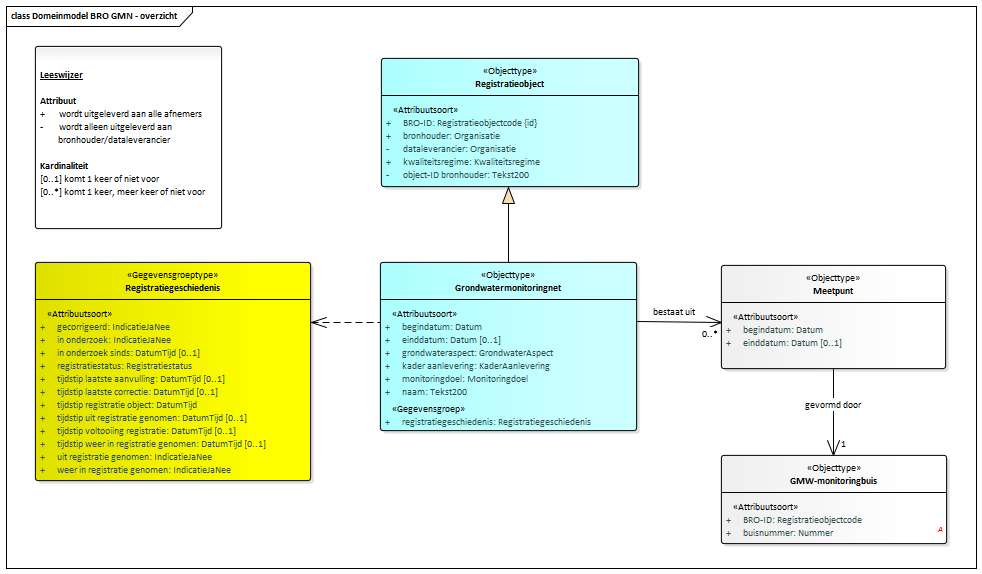 class Domeinmodel BRO GMN - overzicht
Leeswijzer
Attribuut
+ wordt uitgeleverd aan alle afnemers
- wordt alleen uitgeleverd aan
bronhouder/dataleverancier
Kardinaliteit
[0..1] komt 1 keer of niet voor
[0..*] komt 1 keer, meer keer of niet voor
«Objecttype»
Registratieobject
«Attribuutsoort»
+ BRO-ID: Registratieobjectcode {id}
+ bronhouder: Organisatie
- dataleverancier: Organisatie
+ kwaliteitsregime: Kwaliteitsregime
- object-ID bronhouder: Tekst200
«Gegevensgroeptype»
Registratiegeschiedenis
«Attribuutsoort»
+ gecorrigeerd: IndicatieJaNee
+ in onderzoek: IndicatieJaNee
+ in onderzoek sinds: DatumTijd [0..1]
+ registratiestatus: Registratiestatus
+ tijdstip laatste aanvulling: DatumTijd [0..1]
+ tijdstip laatste correctie: DatumTijd [0..1]
+ tijdstip registratie object: DatumTijd
+ tijdstip uit registratie genomen: DatumTijd [0..1]
+ tijdstip voltooiing registratie: DatumTijd [0..1]
+ tijdstip weer in registratie genomen: DatumTijd [0..1]
+ uit registratie genomen: IndicatieJaNee
+ weer in registratie genomen: IndicatieJaNee
«Objecttype»
Grondwatermonitoringnet
«Attribuutsoort»
+ begindatum: Datum
+ einddatum: Datum [0..1]
+ grondwateraspect: GrondwaterAspect
+ kader aanlevering: KaderAanlevering
+ monitoringdoel: Monitoringdoel
+ naam: Tekst200
«Gegevensgroep»
+ registratiegeschiedenis: Registratiegeschiedenis
bestaat uit
0..*
«Objecttype»
Meetpunt
«Attribuutsoort»
+ begindatum: Datum
+ einddatum: Datum [0..1]
gevormd door
1
«Objecttype»
GMW-monitoringbuis
«Attribuutsoort»
+ BRO-ID: Registratieobjectcode
+ buisnummer: Nummer
A